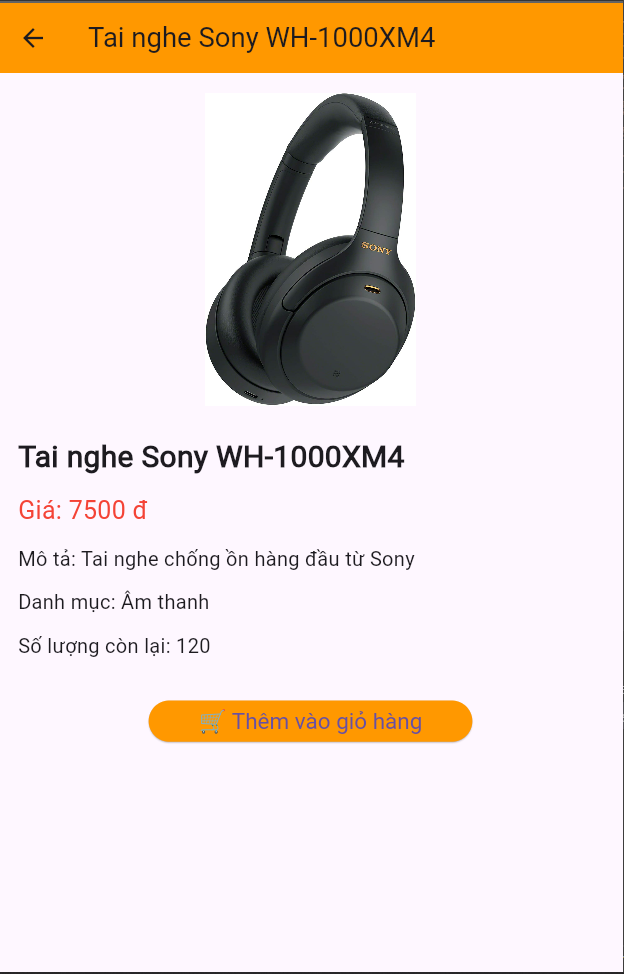 Tai nghe Sony WH-1000XM4
SONY
Tai nghe Sony WH-1000XM4
Giá: 7500 đ
Mô tả: Tai nghe chống ồn hàng đầu từ Sony
Danh mục: Âm thanh
Số lượng còn lại: 120
🛒 Thêm vào giỏ hàng